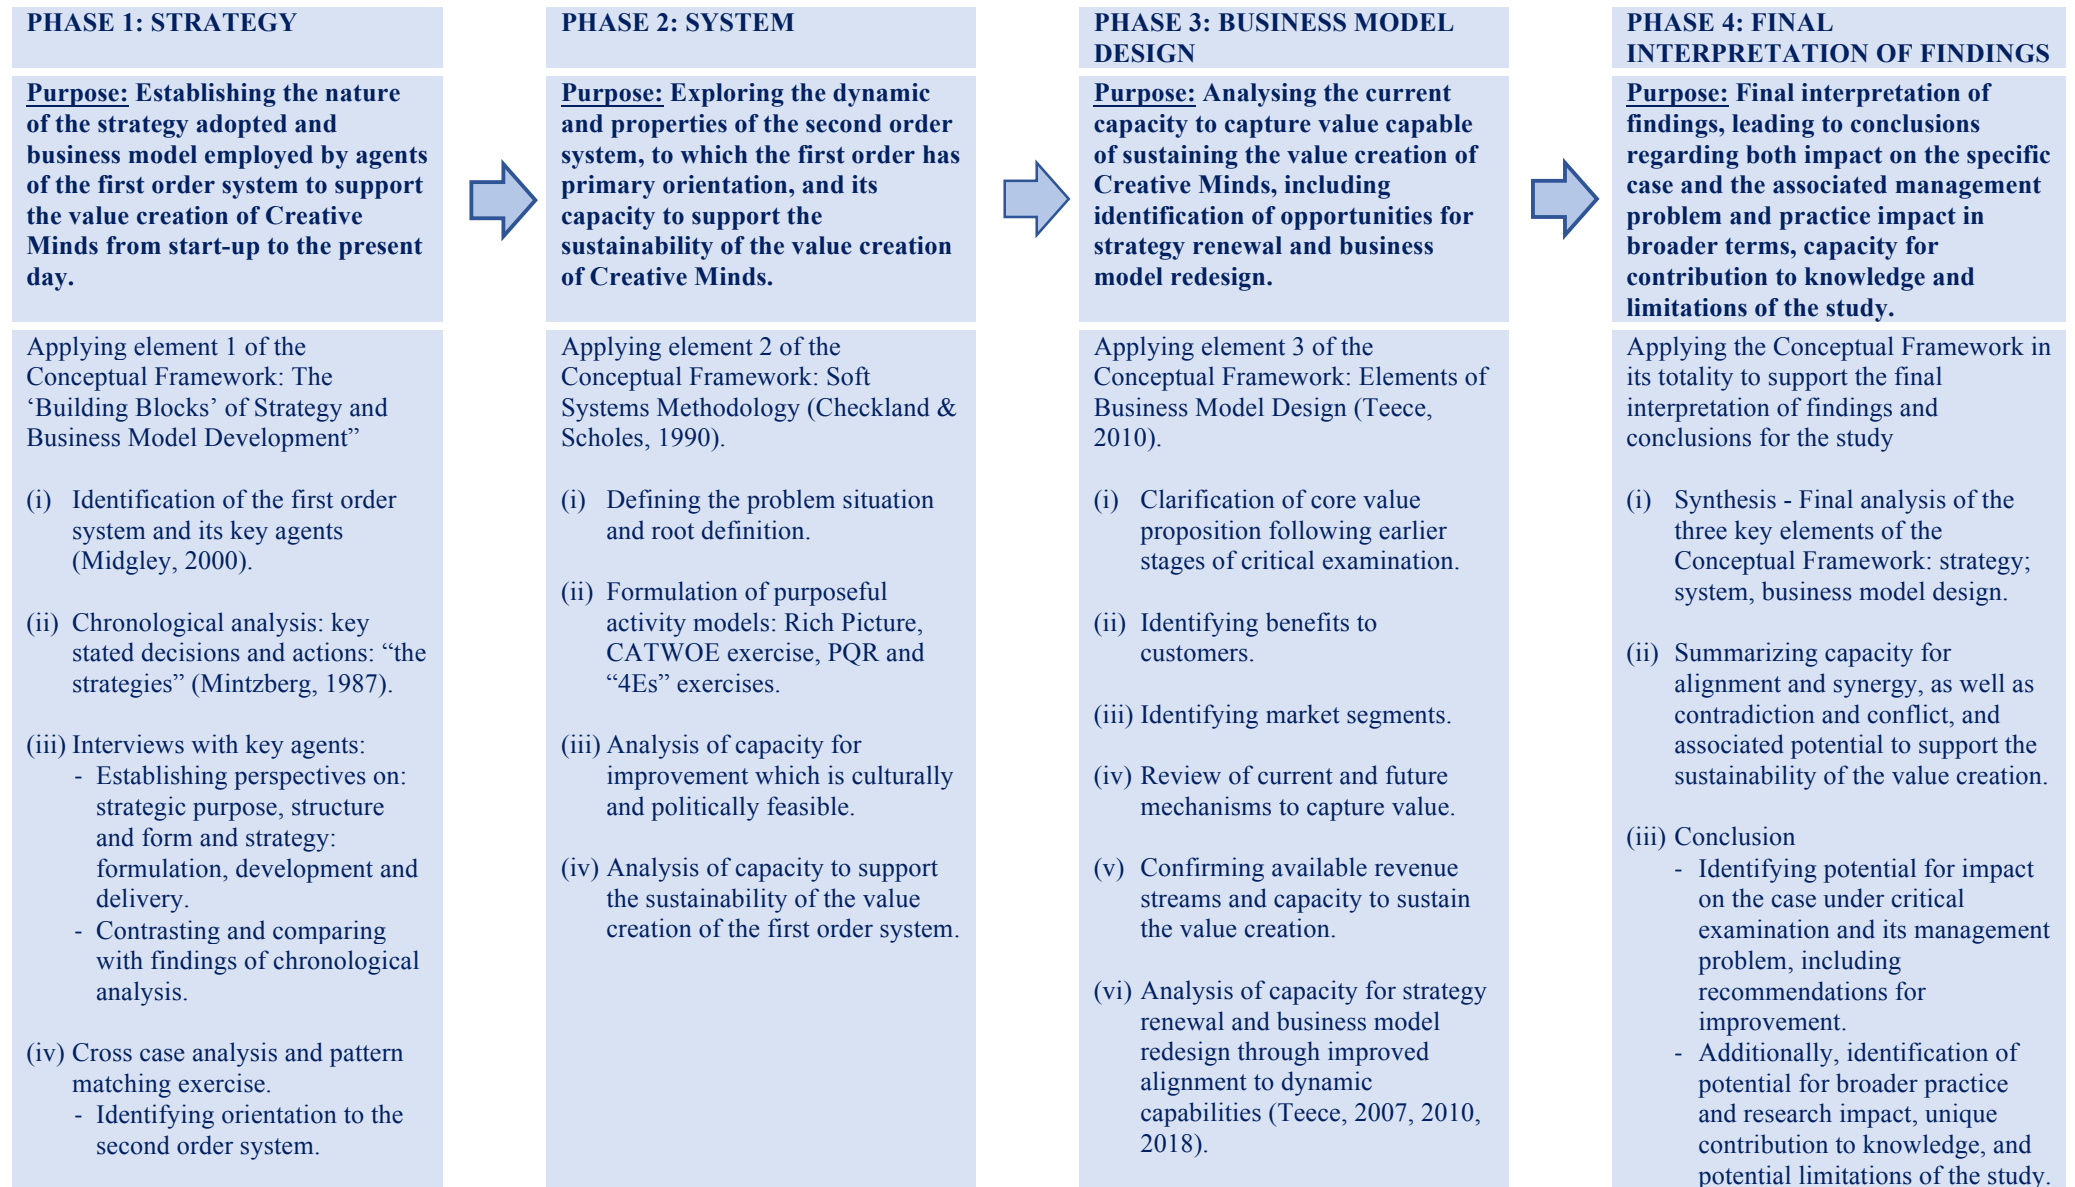 PHASE 1: STRATEGY
Purpose: Establishing the nature
of the strategy adopted and
business model employed by agents
of the first order system to support
the value creation of Creative
Minds from start-up to the present
day.
Applying element 1 of the
Conceptual Framework: The
‘Building Blocks’ of Strategy and
Business Model Development”
(i) Identification of the first order
system and its key agents
(Midgley, 2000).
(ii) Chronological analysis: key
stated decisions and actions: “the
strategies” (Mintzberg, 1987).
(iii) Interviews with key agents:
- Establishing perspectives on:
strategic purpose, structure
and form and strategy:
formulation, development and
delivery.
- Contrasting and comparing
with findings of chronological
analysis.
(iv) Cross case analysis and pattern
matching exercise.
- Identifying orientation to the
second order system.
PHASE 2: SYSTEM
Purpose: Exploring the dynamic
and properties of the second order
system, to which the first order has
primary orientation, and its
capacity to support the
sustainability of the value creation
of Creative Minds.
Applying element 2 of the
Conceptual Framework: Soft
Systems Methodology (Checkland &
Scholes, 1990).
(i) Defining the problem situation
and root definition.
(ii) Formulation of purposeful
activity models: Rich Picture,
CATWOE exercise, PQR and
“4Es” exercises.
(iii) Analysis of capacity for
improvement which is culturally
and politically feasible.
(iv) Analysis of capacity to support
the sustainability of the value
creation of the first order system.
PHASE 3: BUSINESS MODEL
DESIGN
Purpose: Analysing the current
capacity to capture value capable
of sustaining the value creation of
Creative Minds, including
identification of opportunities for
strategy renewal and business
model redesign.
Applying element 3 of the
Conceptual Framework: Elements of
Business Model Design (Teece,
2010).
(i) Clarification of core value
proposition following earlier
stages of critical examination.
(ii) Identifying benefits to
customers.
(iii) Identifying market segments.
(iv) Review of current and future
mechanisms to capture value.
(v) Confirming available revenue
streams and capacity to sustain
the value creation.
(vi) Analysis of capacity for strategy
renewal and business model
redesign through improved
alignment to dynamic
capabilities (Teece, 2007, 2010,
2018).
PHASE 4: FINAL
INTERPRETATION OF FINDINGS
Purpose: Final interpretation of
findings, leading to conclusions
regarding both impact on the specific
case and the associated management
problem and practice impact in
broader terms, capacity for
contribution to knowledge and
limitations of the study.
Applying the Conceptual Framework in
its totality to support the final
interpretation of findings and
conclusions for the study
(i) Synthesis - Final analysis of the
three key elements of the
Conceptual Framework: strategy;
system, business model design.
(ii) Summarizing capacity for
alignment and synergy, as well as
contradiction and conflict, and
associated potential to support the
sustainability of the value creation.
(iii) Conclusion
- Identifying potential for impact
on the case under critical
examination and its management
problem, including
recommendations for
improvement.
- Additionally, identification of
potential for broader practice
and research impact, unique
contribution to knowledge, and
potential limitations of the study.